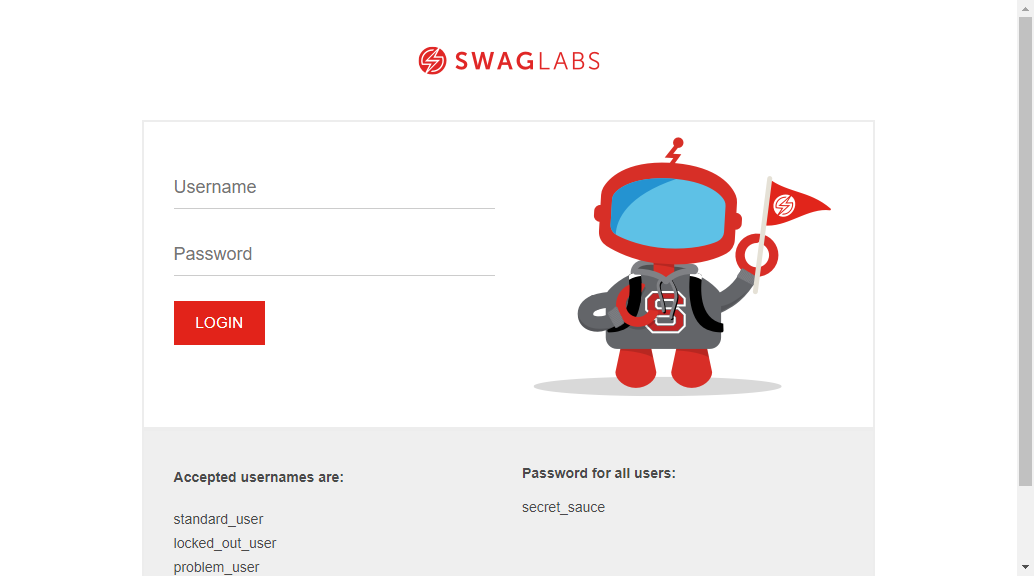 SWAGLABS
Username
Password
LOGIN
S
Accepted usernames are:
standard_user
locked_out_user
problem_user
Password for all users:
secret_sauce